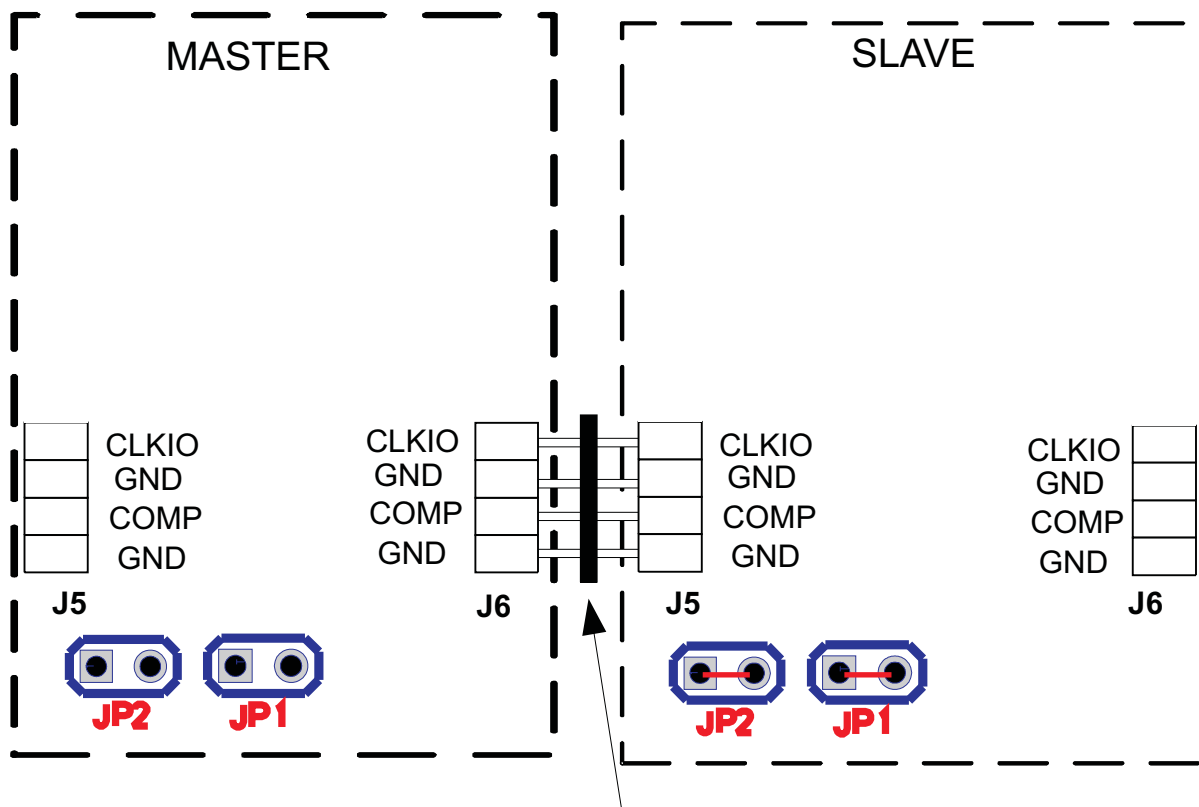 MASTER
CLKIO
GND
COMP
GND
J5
CLKIO
GND
COMP
GND
J6
JP2
JP1
SLAVE
CLKIO
GND
COMP
GND
J5
CLKIO
GND
COMP
GND
J6
JP2
JP1